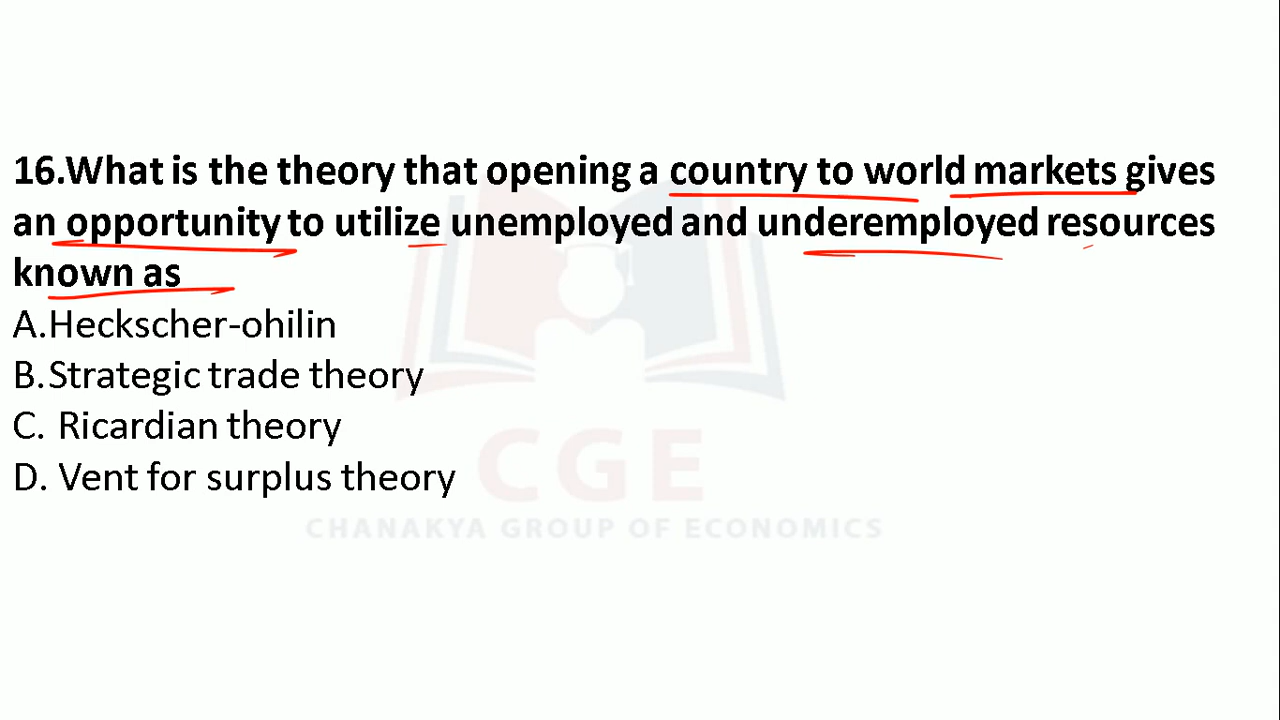 16.What is the theory that opening a country to world markets gives
an opportunity to utilize unemployed and underemployed resources
known as
A.Heckscher-ohilin
B.Strategic trade theory
C. Ricardian theory
D. Vent for surplus theory
CGE
CHANAKYA GROUP OF ECONOMICS